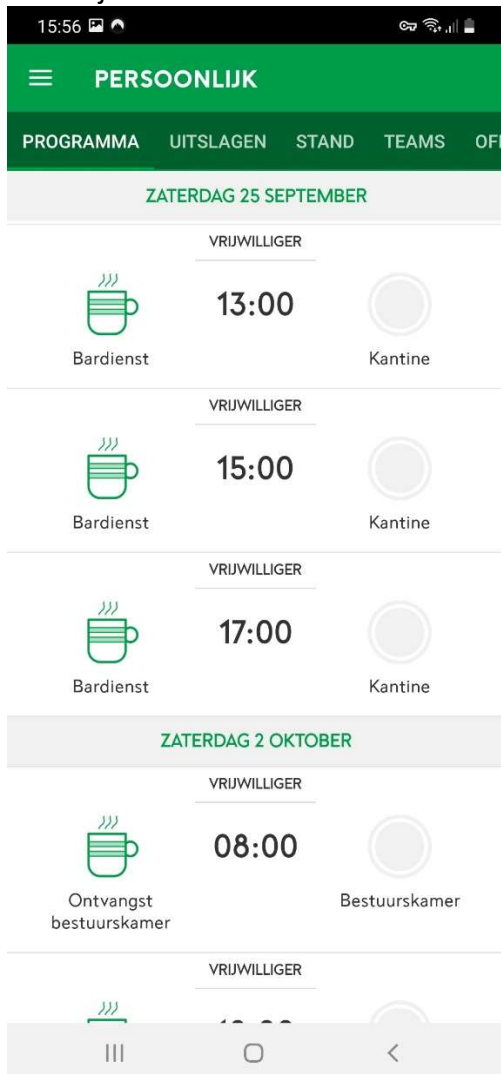 15:56
PERSOONLIJK
PROGRAMMA UITSLAGEN STAND TEAMS
ZATERDAG 25 SEPTEMBER
VRIJWILLIGER
13:00
Bardienst Kantine
VRIJWILLIGER
15:00
Bardienst Kantine
VRIJWILLIGER
17:00
Bardienst Kantine
ZATERDAG 2 OKTOBER
VRIJWILLIGER
08:00
Ontvangst Bestuurskamer
bestuurskamer
VRIJWILLIGER